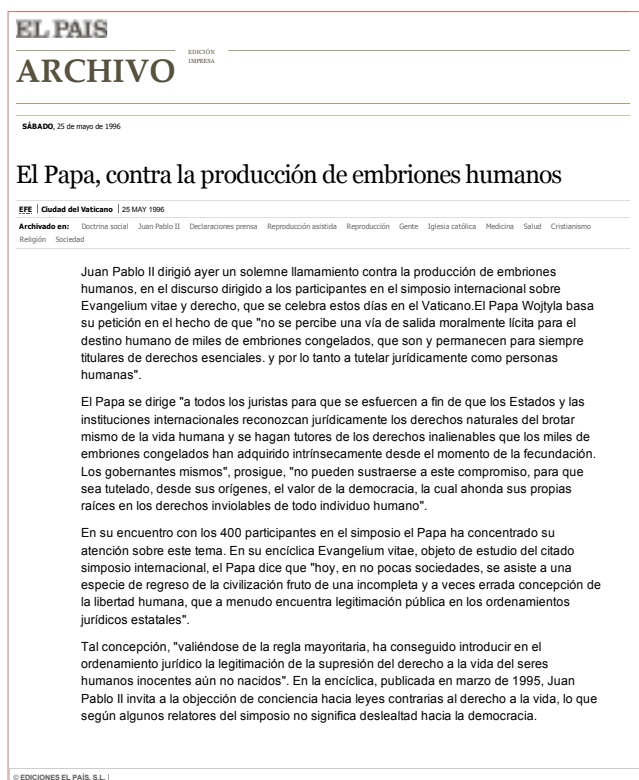 EL PAIS
ARCHIVO
EDICIÓN
IMPRESA
SÁBADO, 25 de mayo de 1996
El Papa, contra la producción de embriones humanos
EFE | Ciudad del Vaticano | 25 MAY 1996
Archivado en: Doctrina social Juan Pablo II Declaraciones prensa Reproducción asistida Reproducción Gente Iglesia católica Medicina Salud Cristianismo
Religión Sociedad
Juan Pablo II dirigió ayer un solemne llamamiento contra la producción de embriones
humanos, en el discurso dirigido a los participantes en el simposio internacional sobre
Evangelium vitae y derecho, que se celebra estos días en el Vaticano.El Papa Wojtyla basa
su petición en el hecho de que "no se percibe una vía de salida moralmente lícita para el
destino humano de miles de embriones congelados, que son y permanecen para siempre
titulares de derechos esenciales. y por lo tanto a tutelar jurídicamente como personas
humanas".
El Papa se dirige "a todos los juristas para que se esfuercen a fin de que los Estados y las
instituciones internacionales reconozcan jurídicamente los derechos naturales del brotar
mismo de la vida humana y se hagan tutores de los derechos inalienables que los miles de
embriones congelados han adquirido intrínsecamente desde el momento de la fecundación.
Los gobernantes mismos", prosigue, "no pueden sustraerse a este compromiso, para que
sea tutelado, desde sus orígenes, el valor de la democracia, la cual ahonda sus propias
raíces en los derechos inviolables de todo individuo humano".
En su encuentro con los 400 participantes en el simposio el Papa ha concentrado su
atención sobre este tema. En su encíclica Evangelium vitae, objeto de estudio del citado
simposio internacional, el Papa dice que "hoy, en no pocas sociedades, se asiste a una
especie de regreso de la civilización fruto de una incompleta y a veces errada concepción de
la libertad humana, que a menudo encuentra legitimación pública en los ordenamientos
jurídicos estatales".
Tal concepción, "valiéndose de la regla mayoritaria, ha conseguido introducir en el
ordenamiento jurídico la legitimación de la supresión del derecho a la vida del seres
humanos inocentes aún no nacidos". En la encíclica, publicada en marzo de 1995, Juan
Pablo II invita a la objección de conciencia hacia leyes contrarias al derecho a la vida, lo que
según algunos relatores del simposio no significa deslealtad hacia la democracia.
© EDICIONES EL PAÍS, S.L. |